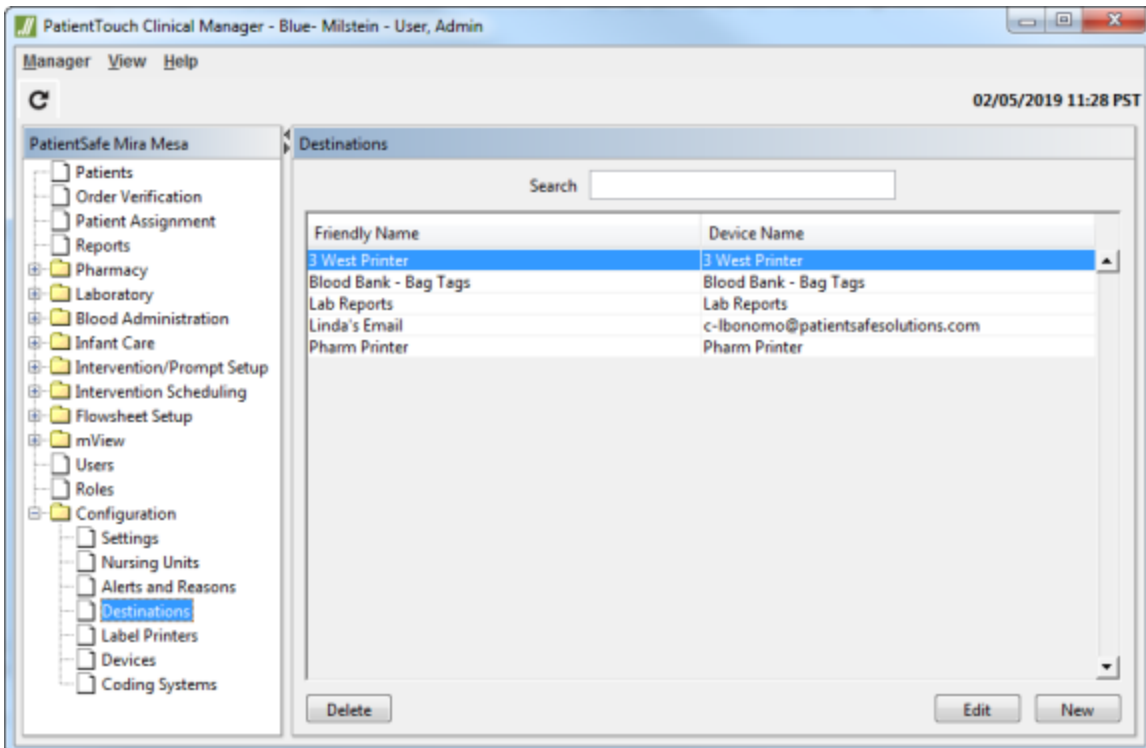 PatientTouch Clinical Manager - Blue- Milstein - User, Admin
Manager View Help
02/05/2019 11:28 PST
PatientSafe Mira Mesa
Patients
Order Verification
Patient Assignment
Reports
Pharmacy
Laboratory
Blood Administration
Infant Care
Intervention/Prompt Setup
Intervention Scheduling
Flowsheet Setup
mView
Users
Roles
Configuration
Settings
Nursing Units
Alerts and Reasons
Destinations
Label Printers
Devices
Coding Systems
Destinations
Search
Friendly Name Device Name
3 West Printer 3 West Printer
Blood Bank - Bag Tags Blood Bank - Bag Tags
Lab Reports Lab Reports
Linda's Email c-lbonomo@patientsafesolutions.com
Pharm Printer Pharm Printer
Delete Edit New